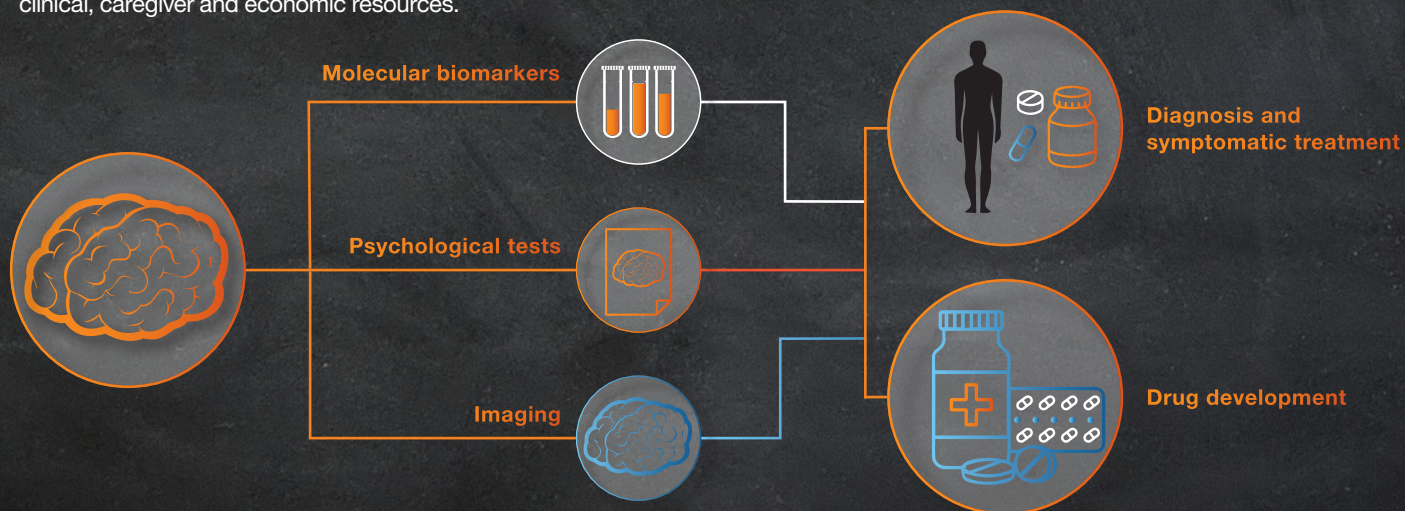 clinical, caregiver and economic resources.
Molecular biomarkers
Psychological tests
Imaging
Diagnosis and
symptomatic treatment
Drug development